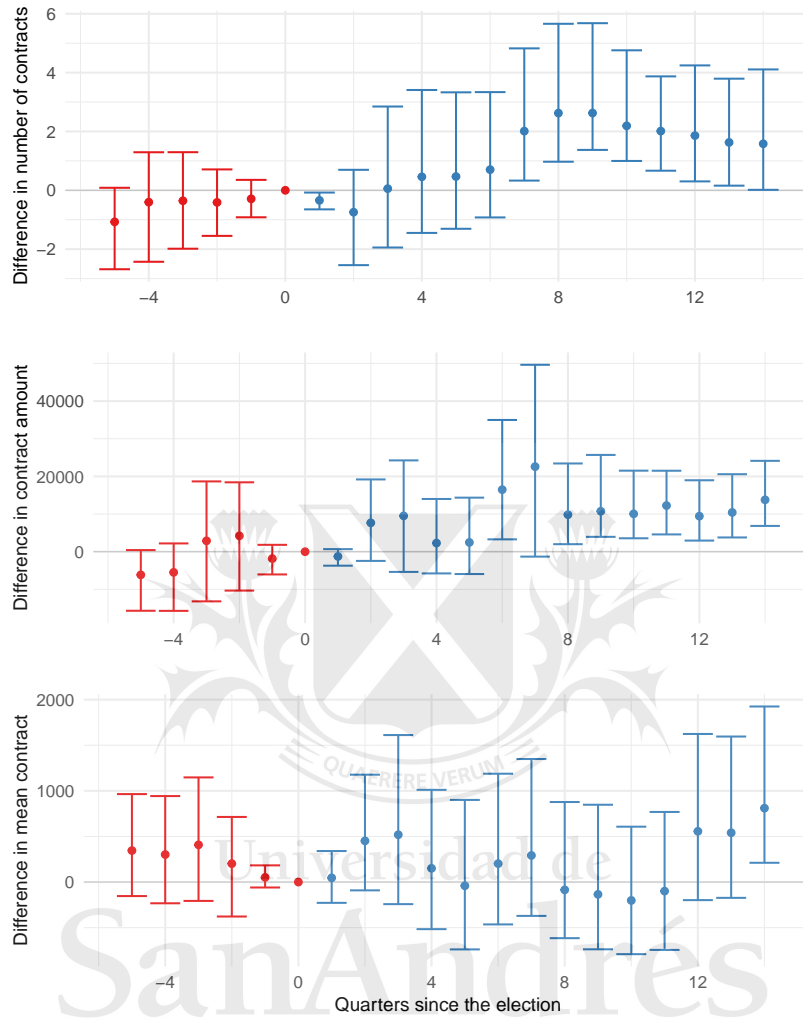 Difference in number of contracts
6
4
2
0
−2
−4 0 4 8 12
Difference in contract amount
40000
20000
0
−4 0 4 8 12
Difference in mean contract
2000
1000
0
−4 0 4 8 12
Quarters since the election
QUAERERE VERUM
Universidad de
SanAndrés